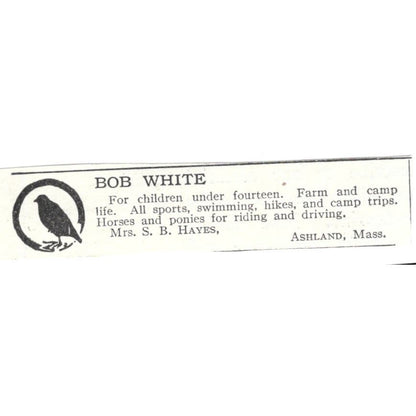 BOB WHITE
For children under fourteen. Farm and camp
life. All sports, swimming, hikes, and camp trips.
Horses and ponies for riding and driving.
Mrs. S. B. HAYES, ASHLAND, Mass.